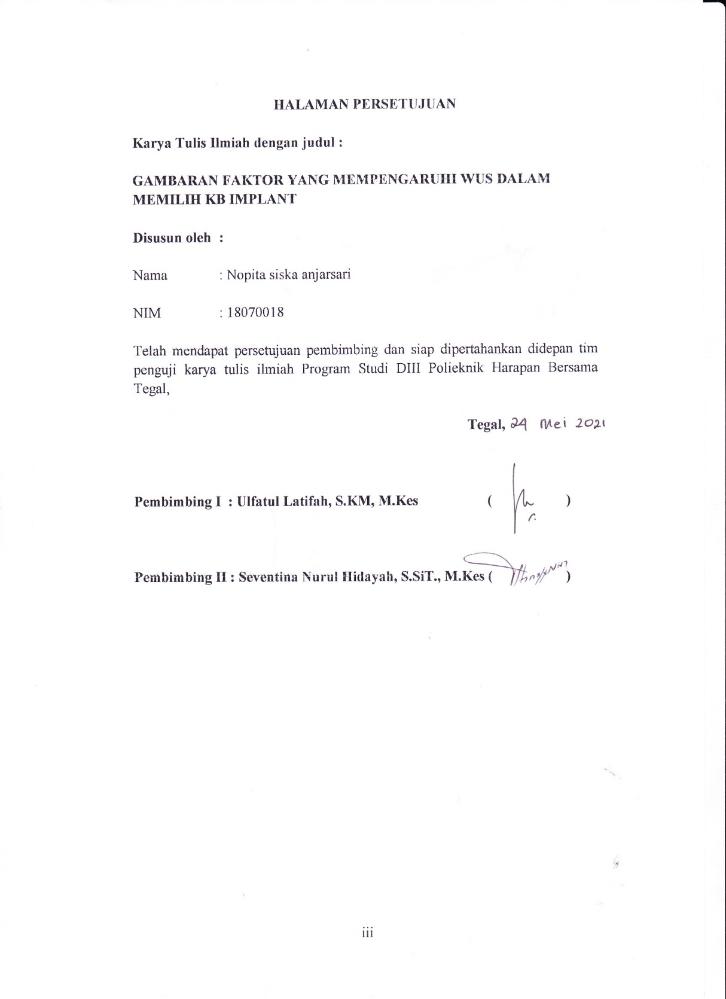 HALAMAN PERSETUJUAN
Karya Tulis Ilmiah dengan judul :
GAMBARAN FAKTOR YANG MEMPENGARUHI WUS DALAM
MEMILIH KB IMPLANT
Disusun oleh :
Nama : Nopita siska anjarsari
NIM : 18070018
Telah mendapat persetujuan pembimbing dan siap dipertahankan didepan tim
penguji karya tulis ilmiah Program Studi DIII Polieknik Harapan Bersama
Tegal,
Tegal, 24 Mei 2021
Pembimbing I : Ulfatul Latifah, S.KM, M.Kes ( )
Pembimbing II : Seventina Nurul Hidayah, S.SiT., M.Kes ( )
iii